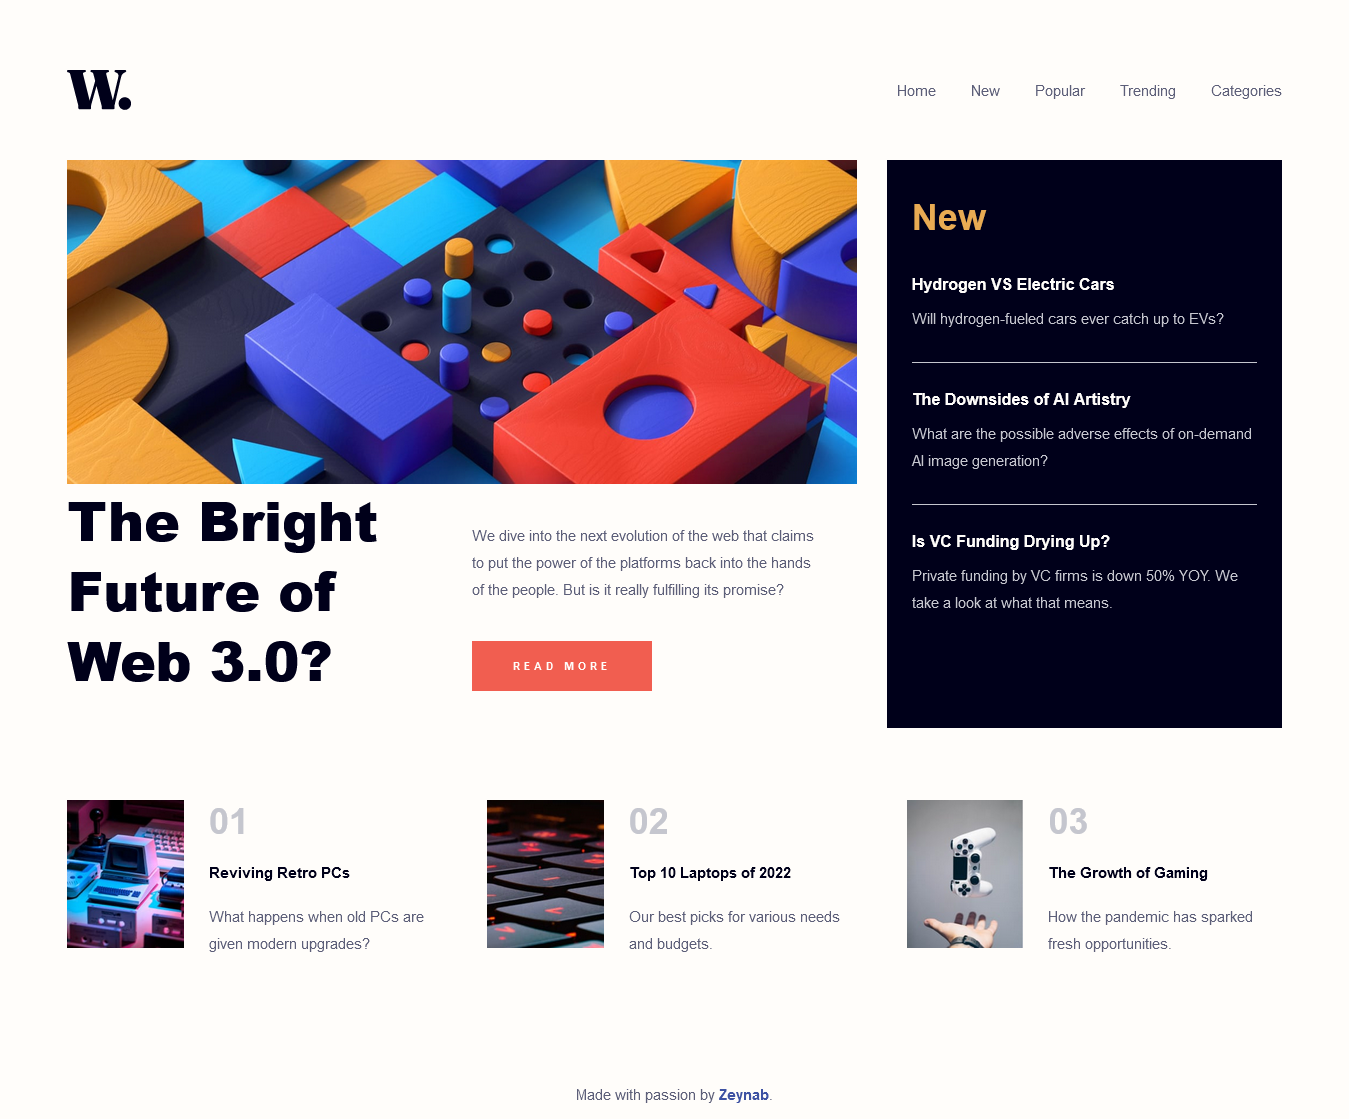 W.
Home New Popular Trending Categories
The Bright
Future of
Web 3.0?
We dive into the next evolution of the web that claims
to put the power of the platforms back into the hands
of the people. But is it really fulfilling its promise?
READ MORE
New
Hydrogen VS Electric Cars
Will hydrogen-fueled cars ever catch up to EVs?
The Downsides of AI Artistry
What are the possible adverse effects of on-demand
AI image generation?
Is VC Funding Drying Up?
Private funding by VC firms is down 50% YOY. We
take a look at what that means.
01
Reviving Retro PCs
What happens when old PCs are
given modern upgrades?
02
Top 10 Laptops of 2022
Our best picks for various needs
and budgets.
03
The Growth of Gaming
How the pandemic has sparked
fresh opportunities.
Made with passion by Zeynab.